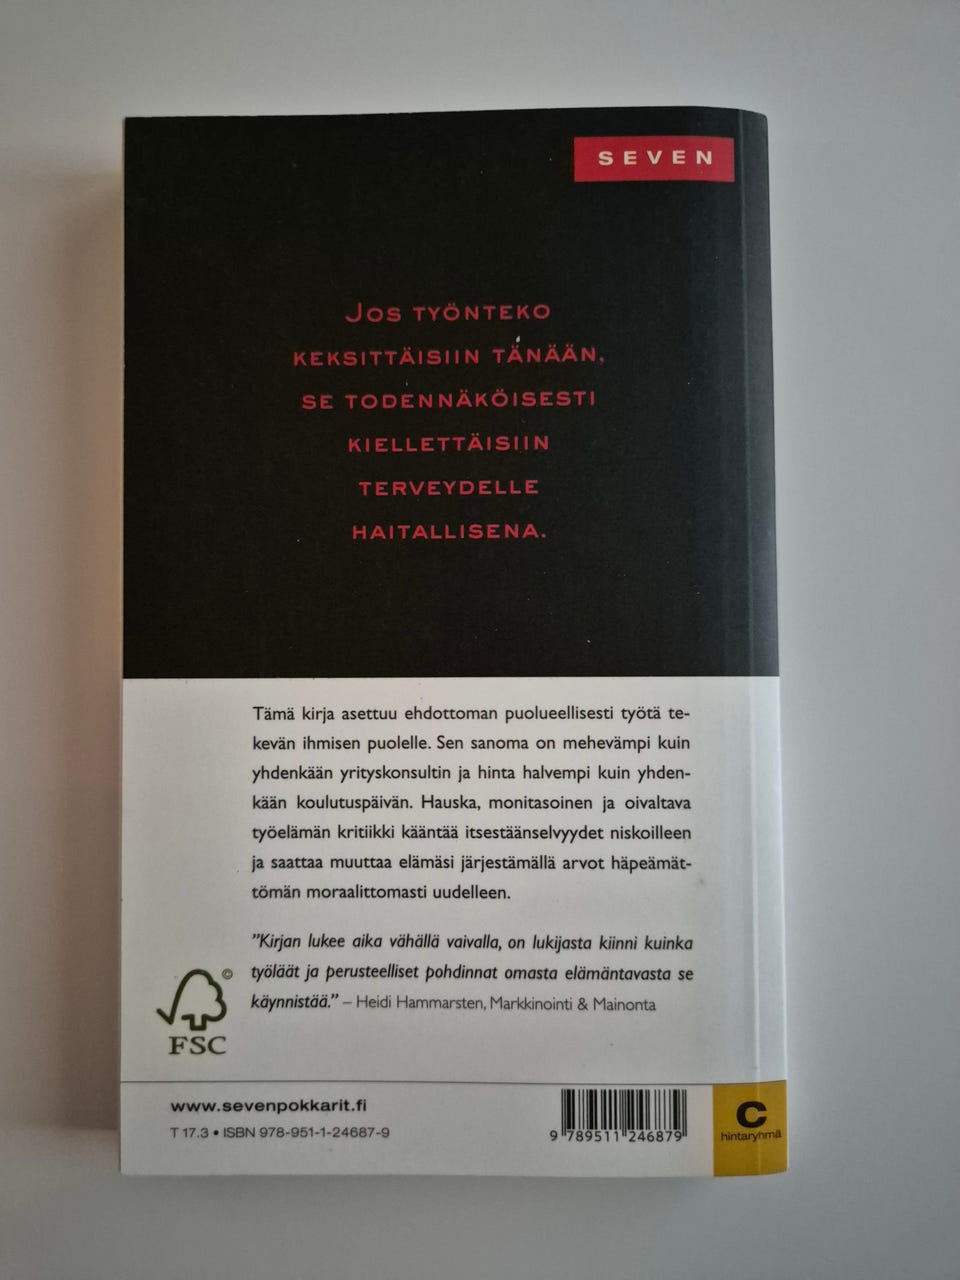 SEVEN
JOS TYÖNTEKO
KEKSITTÄISIIN TÄNÄÄN,
SE TODENNÄKÖISESTI
KIELLETTÄISIIN
TERVEYDELLE
HAITALLISENA.
Tämä kirja asettuu ehdottoman puolueellisesti työtä te-
kevän ihmisen puolelle. Sen sanoma on mehevämpi kuin
yhdenkään yrityskonsultin ja hinta halvempi kuin yhden-
kään koulutuspäivän. Hauska, monitasoinen ja oivaltava
työelämän kritiikki kääntää itsestäänselvyydet niskoilleen
ja saattaa muuttaa elämäsi järjestämällä arvot häpeämät-
tömän moraalittomasti uudelleen.
"Kirjan lukee aika vähällä vaivalla, on lukijasta kiinni kuinka
työläät ja perusteelliset pohdinnat omasta elämäntavasta se
käynnistää." – Heidi Hammarsten, Markkinointi & Mainonta
©
FSC
www.sevenpokkarit.fi
T 17.3 • ISBN 978-951-1-24687-9
9 789511 246879
C
hintaryhmä